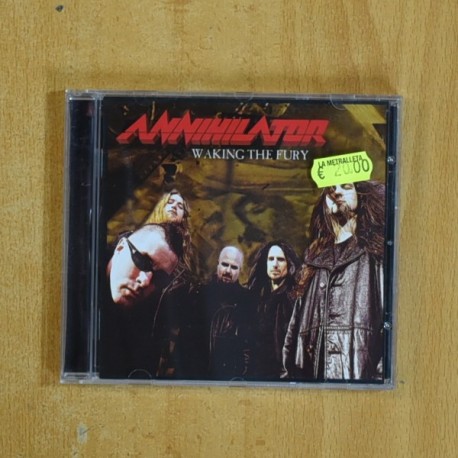 ANNIHILATOR
WAKING THE FURY
LA METRALLETA
€ 20.00